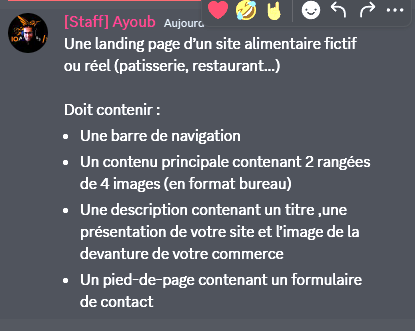 [Staff] Ayoub Aujourd
Une landing page d'un site alimentaire fictif
ou réel (patisserie, restaurant...)
Doit contenir :
• Une barre de navigation
• Un contenu principale contenant 2 rangées
de 4 images (en format bureau)
• Une description contenant un titre ,une
présentation de votre site et l'image de la
devanture de votre commerce
• Un pied-de-page contenant un formulaire
de contact